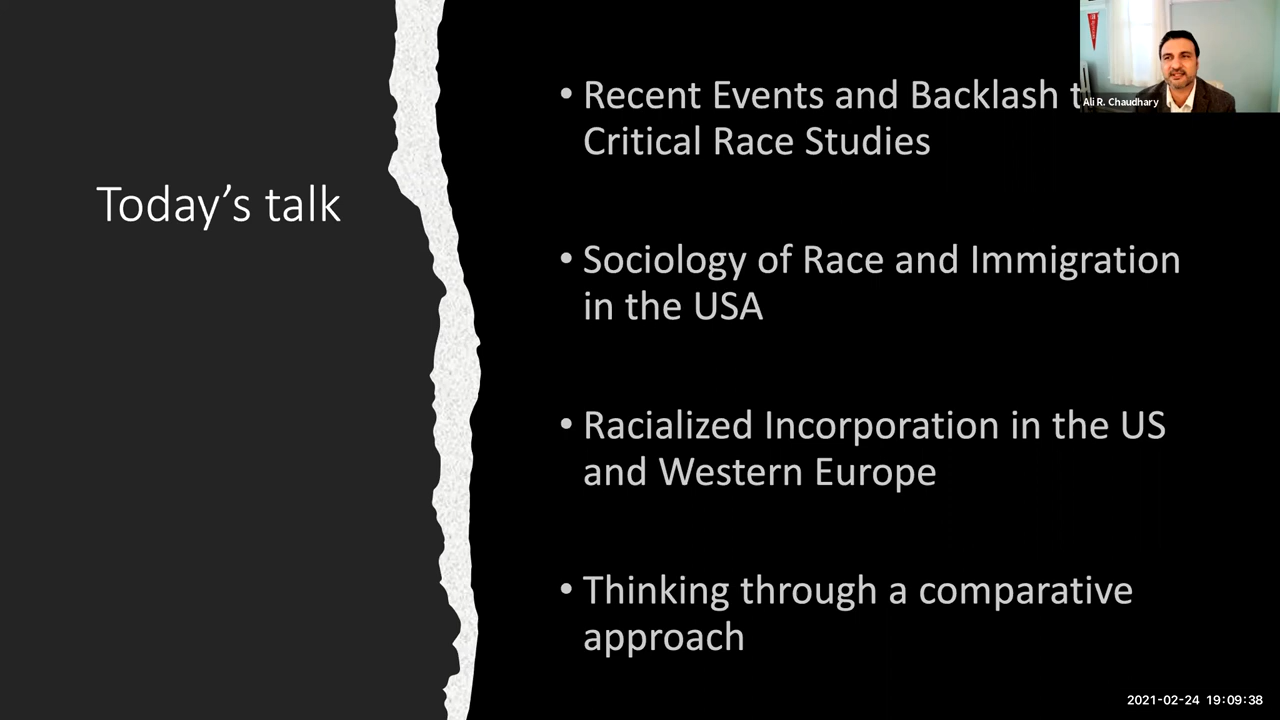 Today's talk
• Recent Events and Backlash
Critical Race Studies
• Sociology of Race and Immigration
in the USA
• Racialized Incorporation in the US
and Western Europe
• Thinking through a comparative
approach
Ali R. Chaudhary
2021-02-24 19:09:38